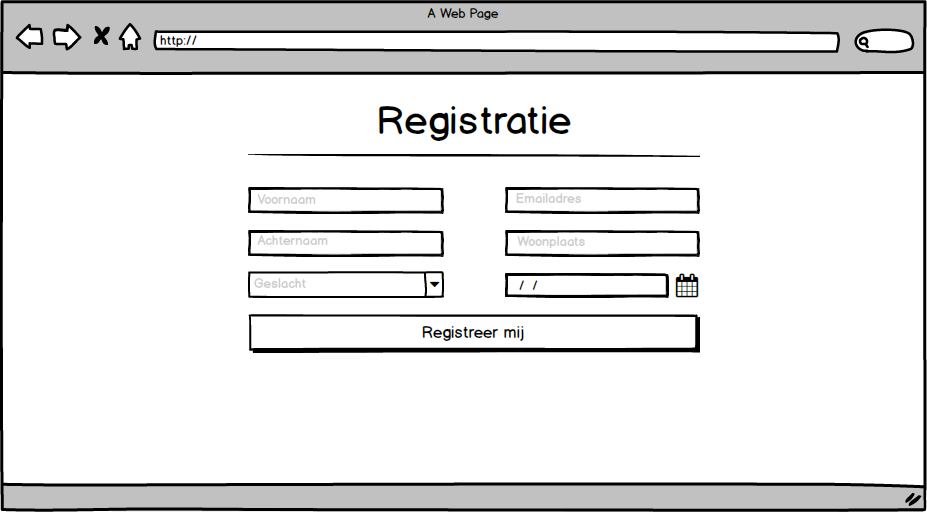 A Web Page
http://
Registratie
Voornaam
Emailadres
Achternaam
Woonplaats
Geslacht
/ /
Registreer mij